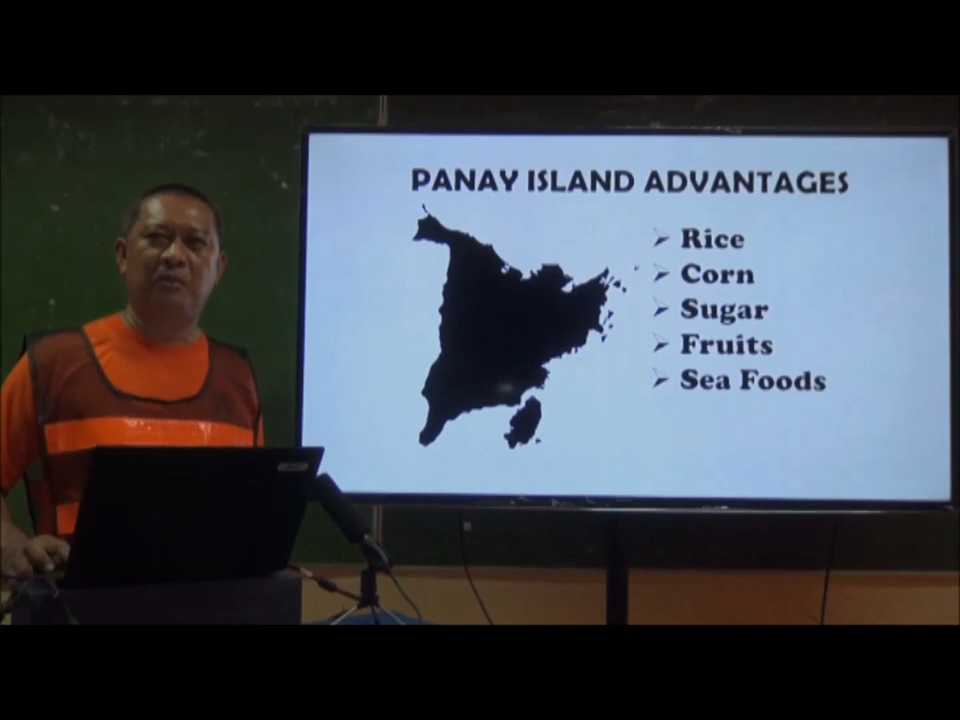 PANAY ISLAND ADVANTAGES
Rice
Corn
Sugar
Fruits
Sea Foods